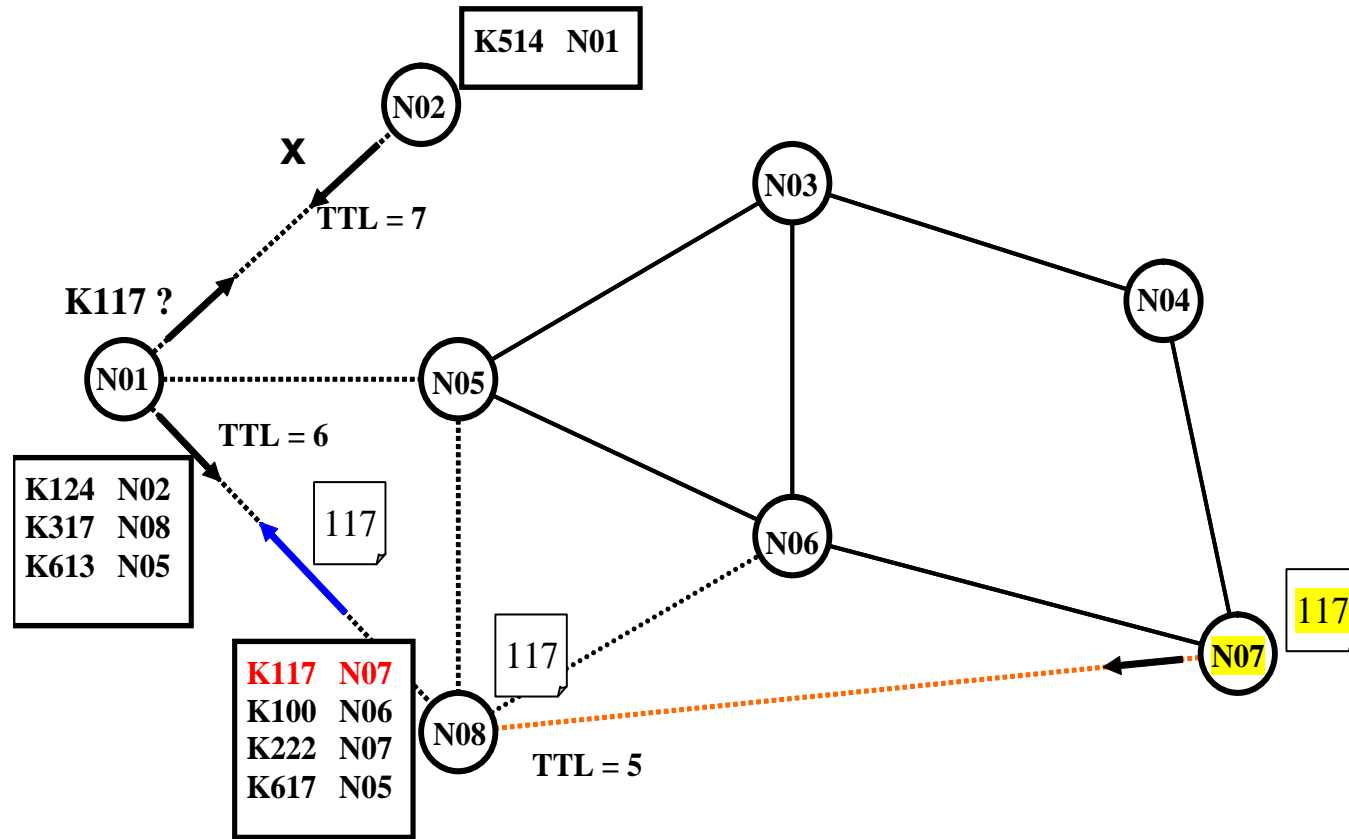 K514 N01
N02
X
TTL = 7
N03
K117 ?
N04
N01
N05
TTL = 6
K124 N02
K317 N08
K613 N05
117
N06
117
N07
117
K117 N07
K100 N06
K222 N07
K617 N05
N08
TTL = 5